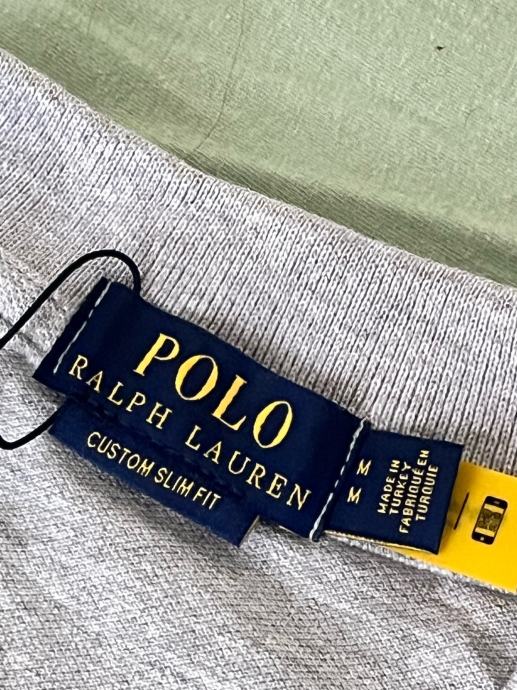 POLO
RALPH LAUREN
CUSTOM SLIM FIT
M
M
MADE IN
TURKEY
FABRIQUÉ EN
TURQUIE